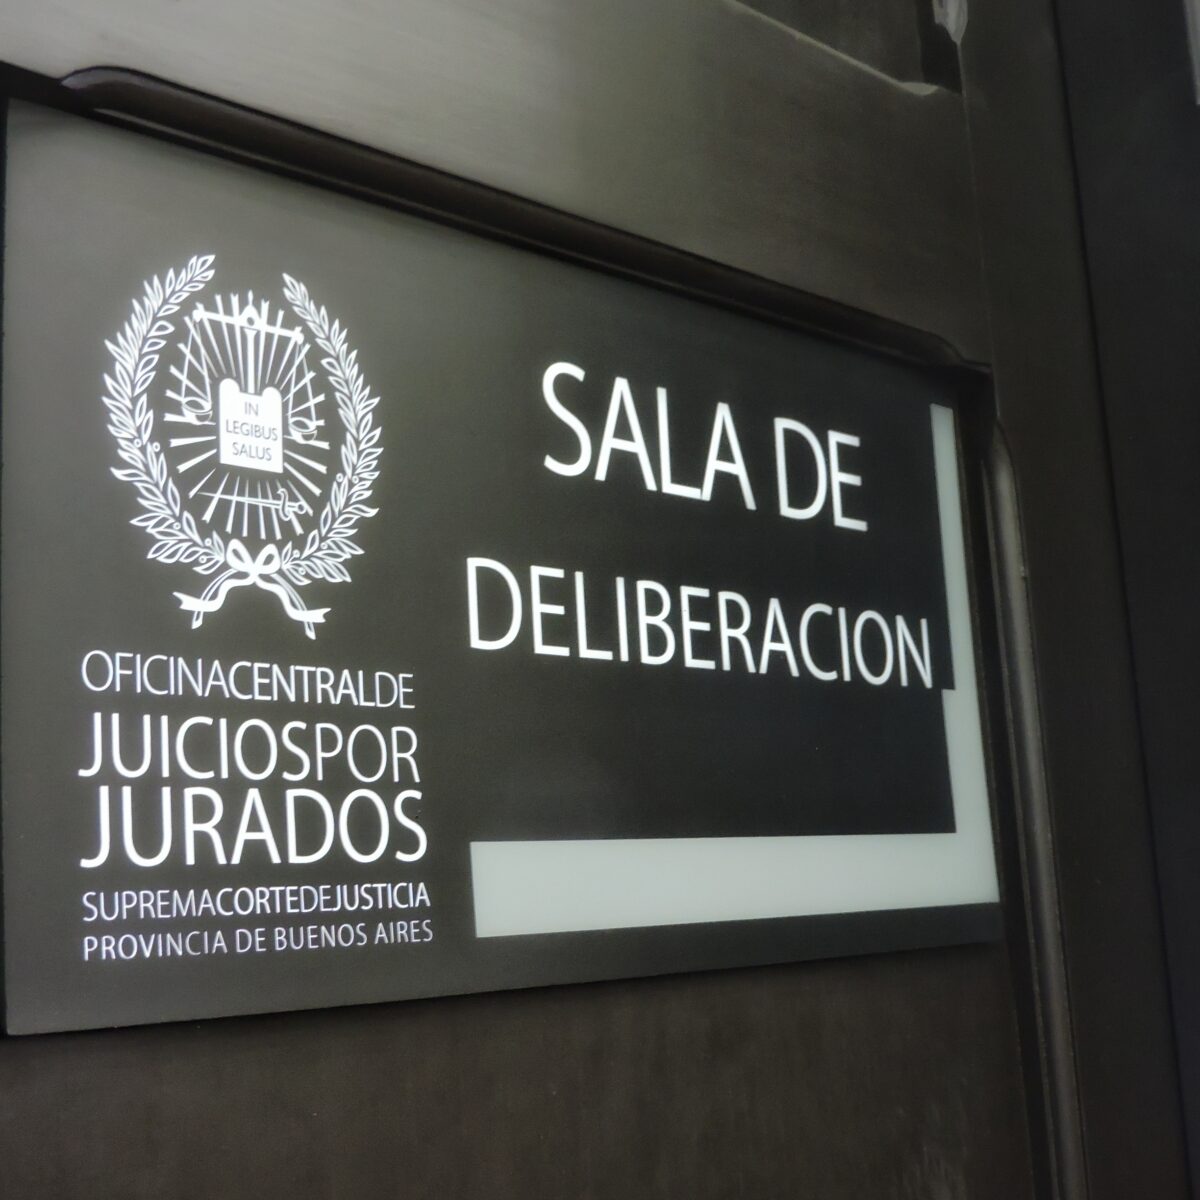 IN
LEGIBUS
SALUS
OFICINACENTRALDE
JUICIOSPOR
JURADOS
SUPREMACORTEDEJUSTICIA
PROVINCIA DE BUENOS AIRES
SALA DE
DELIBERACION